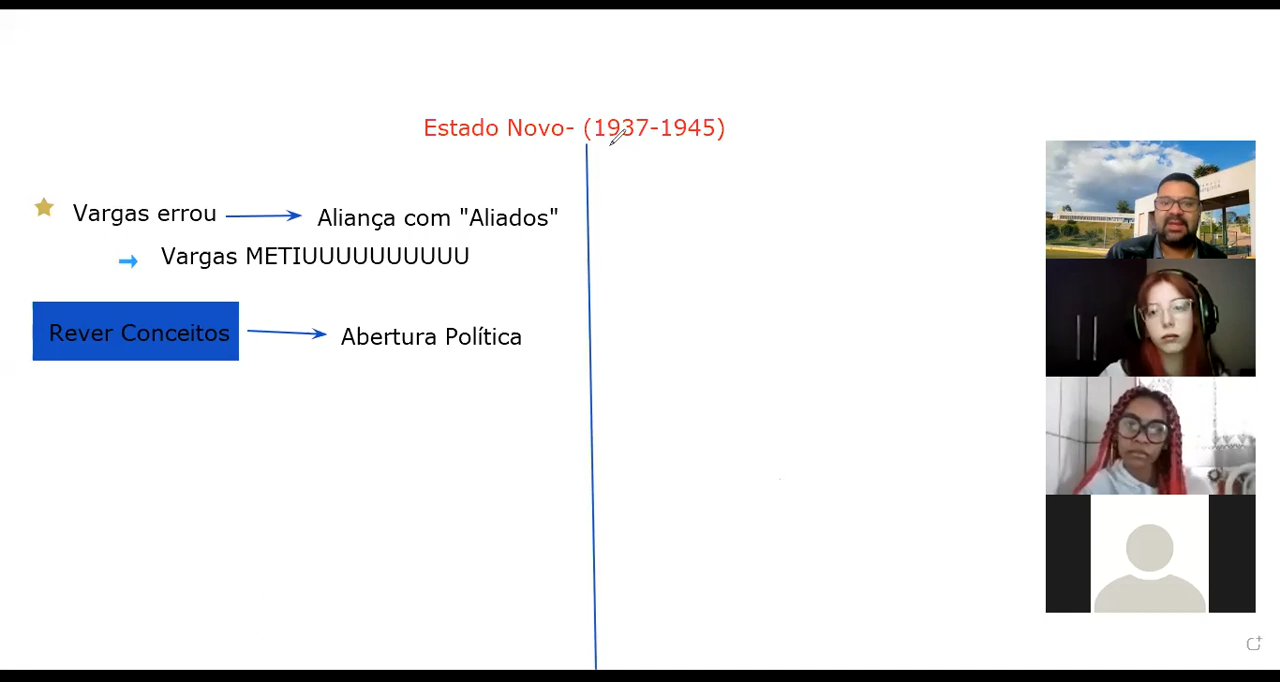 Estado Novo- (1937-1945)
Vargas errou
Aliança com "Aliados"
Vargas METIUUUUUUUUUU
Rever Conceitos
Abertura Política